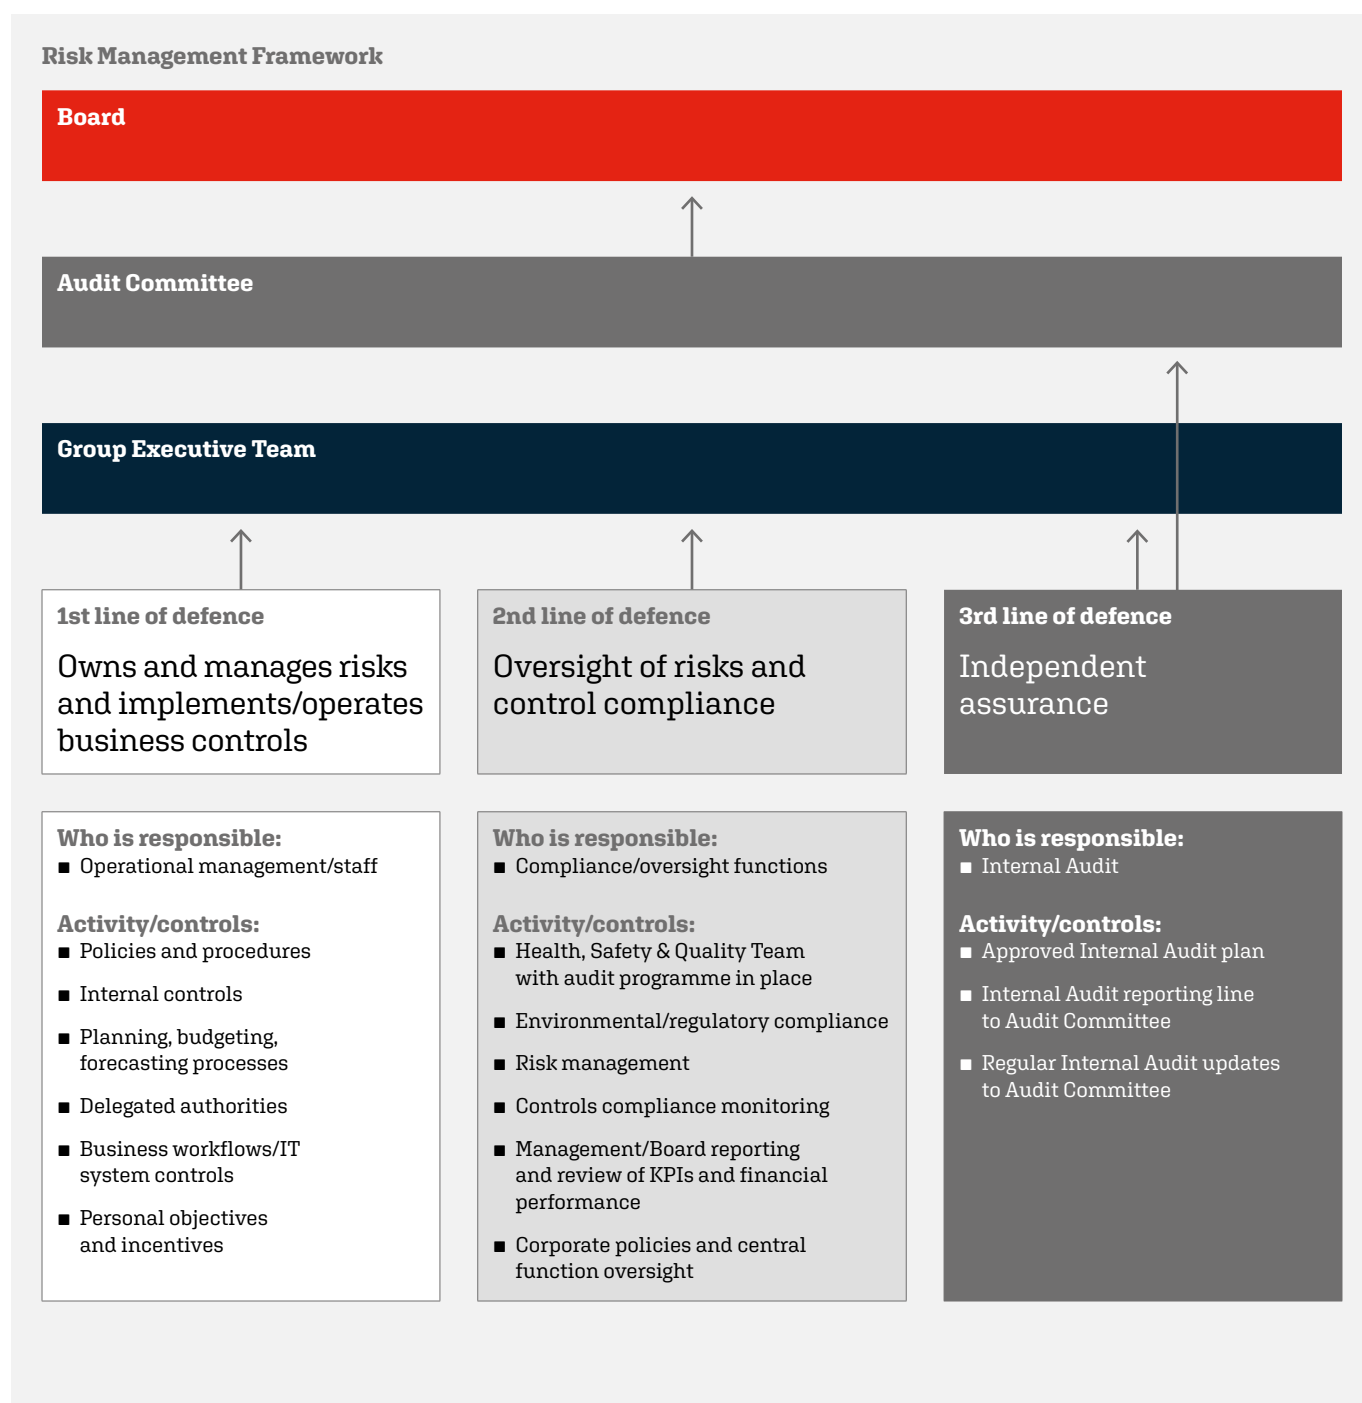 Risk Management Framework
Board
Audit Committee
Group Executive Team
1st line of defence
Owns and manages risks
and implements/operates
business controls
2nd line of defence
Oversight of risks and
control compliance
3rd line of defence
Independent
assurance
Who is responsible:
■ Operational management/staff
Activity/controls:
■ Policies and procedures
■ Internal controls
■ Planning, budgeting,
forecasting processes
■ Delegated authorities
■ Business workflows/IT
system controls
■ Personal objectives
and incentives
Who is responsible:
■ Compliance/oversight functions
Activity/controls:
■ Health, Safety & Quality Team
with audit programme in place
■ Environmental/regulatory compliance
■ Risk management
■ Controls compliance monitoring
■ Management/Board reporting
and review of KPIs and financial
performance
■ Corporate policies and central
function oversight
Who is responsible:
■ Internal Audit
Activity/controls:
■ Approved Internal Audit plan
■ Internal Audit reporting line
to Audit Committee
■ Regular Internal Audit updates
to Audit Committee